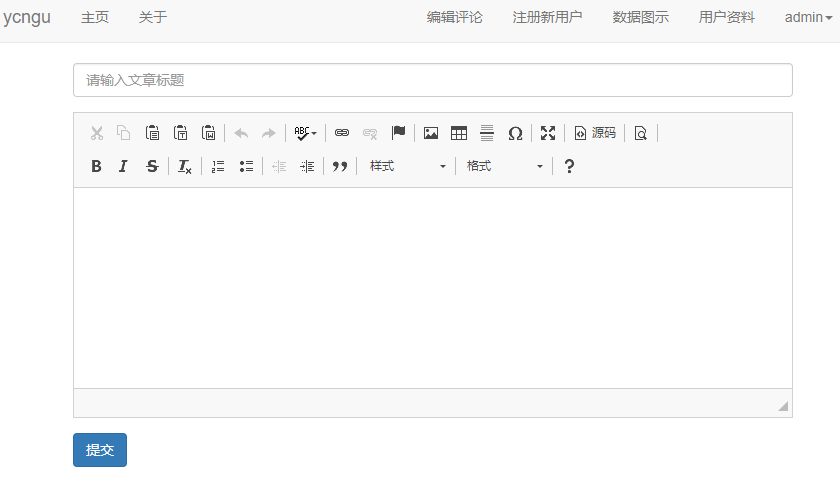 ycngu 主页 关于 编辑评论 注册新用户 数据图示 用户资料 admin
请输入文章标题
ABC Ω 源码
B I S Tx 样式 格式 ?
提交